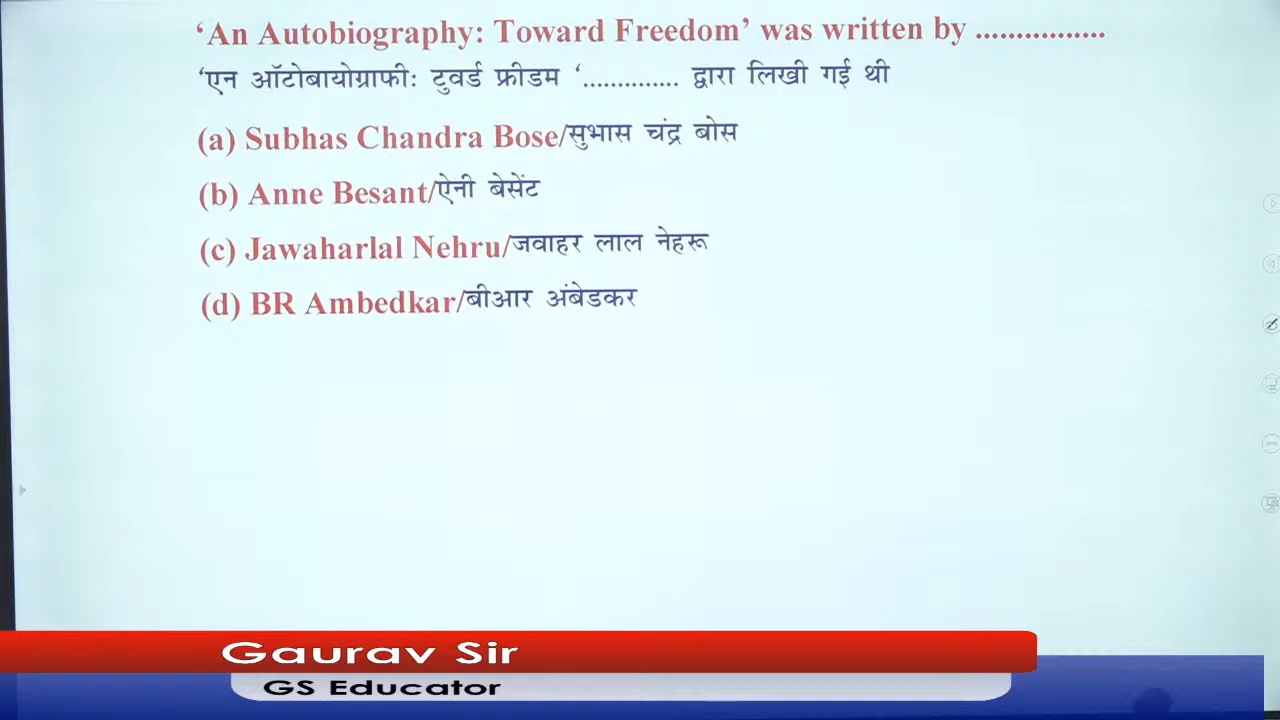 ‘An Autobiography: Toward Freedom’ was written by ................
‘एन ऑटोबायोग्राफीः टुवर्ड फ्रीडम ‘.............. द्वारा लिखी गई थी
(a) Subhas Chandra Bose/सुभास चंद्र बोस
(b) Anne Besant/ऐनी बेसेंट
(c) Jawaharlal Nehru/जवाहर लाल नेहरू
(d) BR Ambedkar/बीआर अंबेडकर
Gaurav Sir
GS Educator